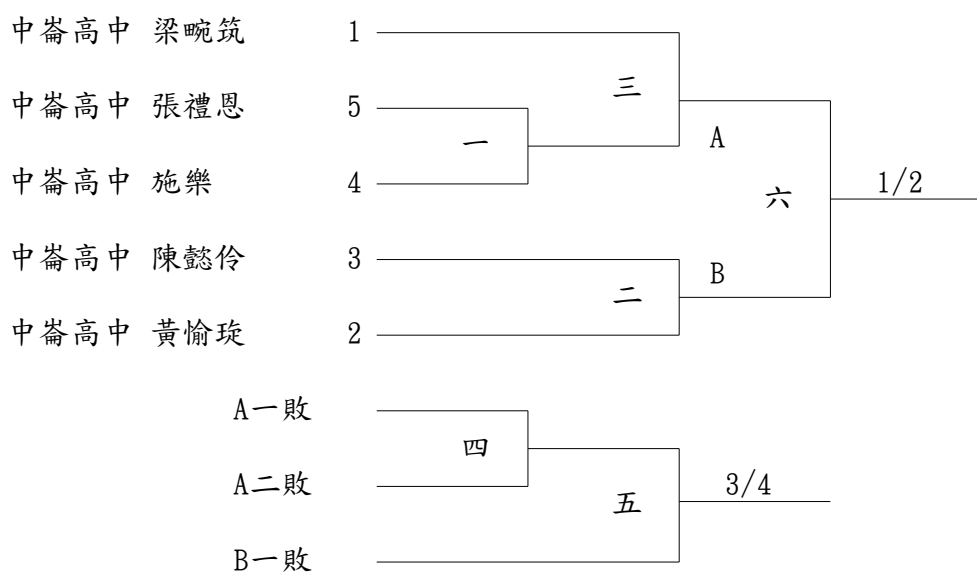 中崙高中 梁畹筑 1
三
中崙高中 張禮恩 5
一
A
中崙高中 施樂 4
六
1/2
中崙高中 陳懿伶 3
B
二
中崙高中 黃愉琁 2
A一敗
四
A二敗
五
3/4
B一敗